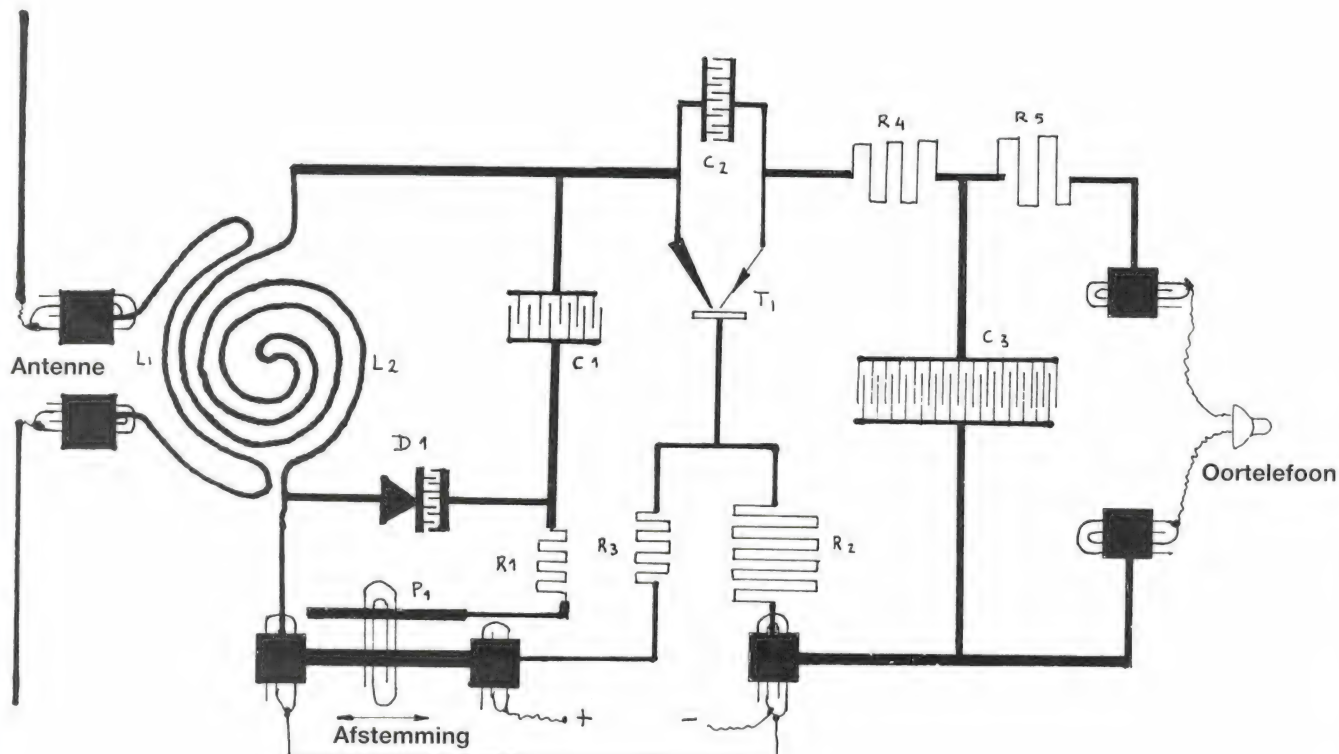 C2
R4
R5
T1
Antenne
L1
L2
C1
C3
D1
Oortelefoon
R1
R3
R2
P1
+
-
Afstemming